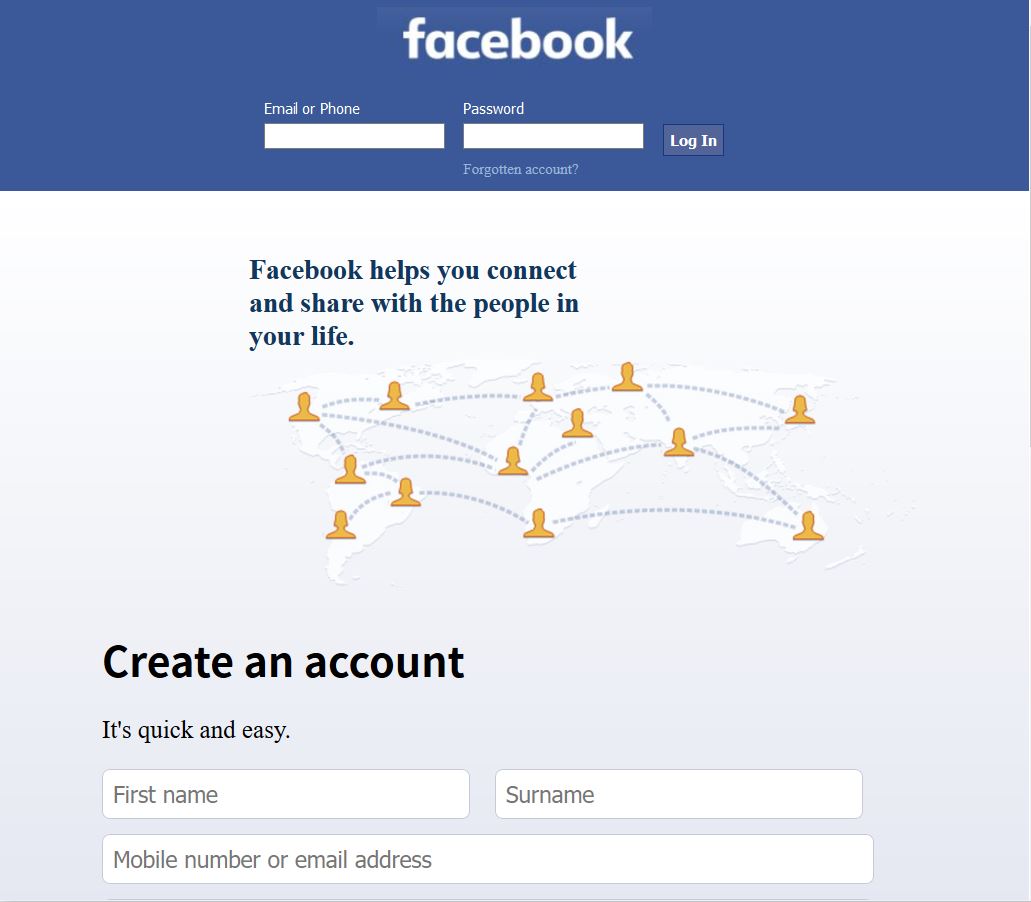 facebook
Email or Phone
Password
Log In
Forgotten account?
Facebook helps you connect
and share with the people in
your life.
Create an account
It's quick and easy.
First name
Surname
Mobile number or email address